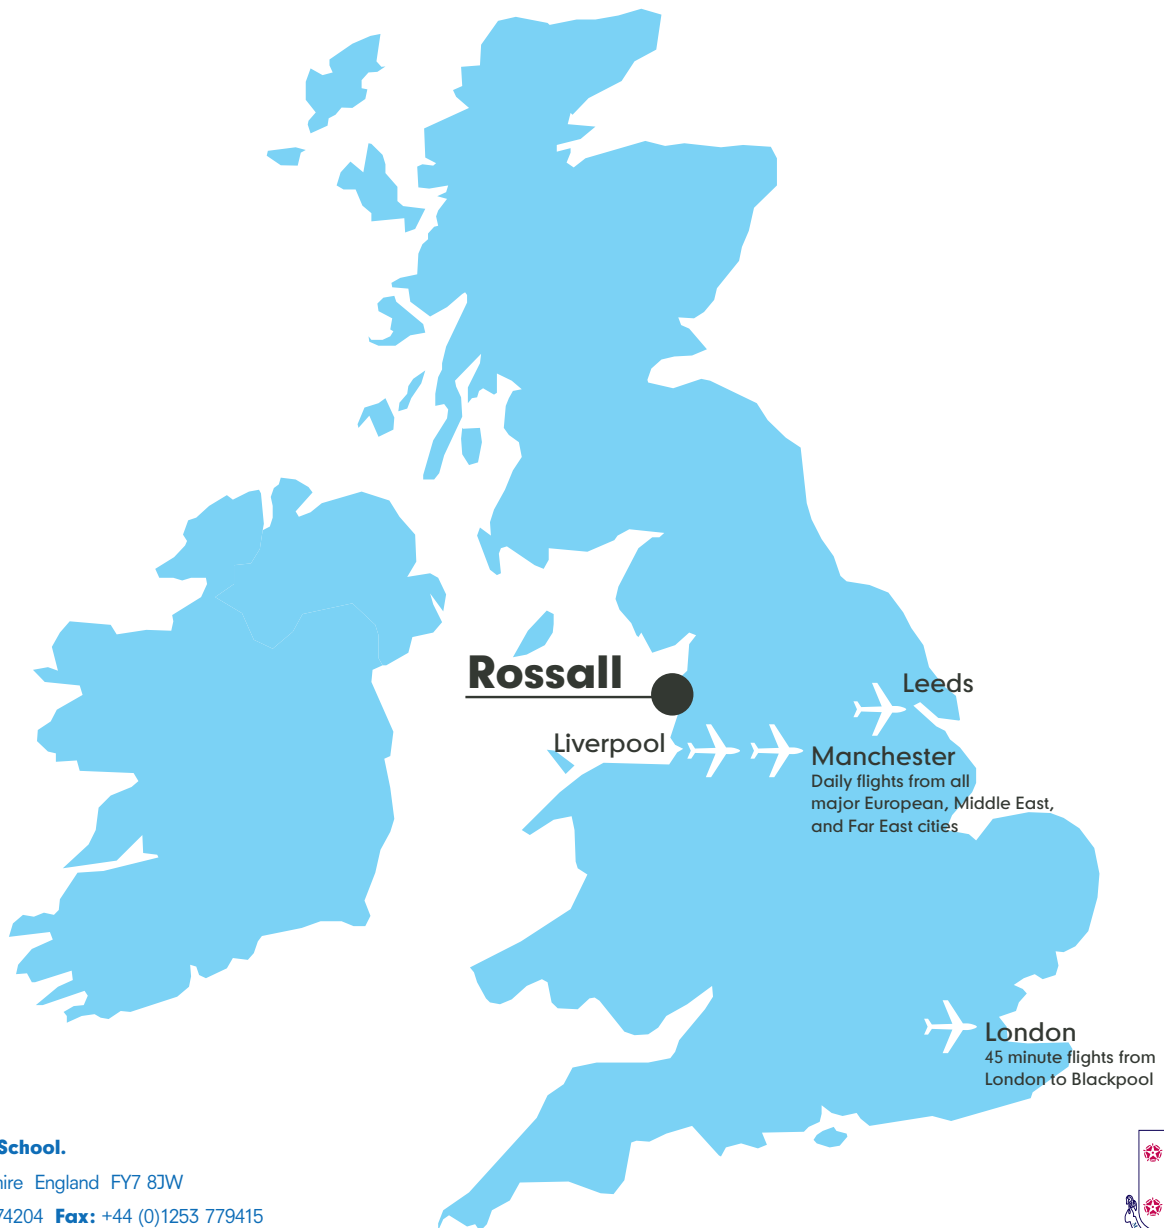 Leeds
Rossall
Liverpool
Manchester
Daily flights from all
major European, Middle East,
and Far East cities
London
45 minute flights from
London to Blackpool
School.
England FY7 8JW
74204 Fax: +44 (0)1253 779415